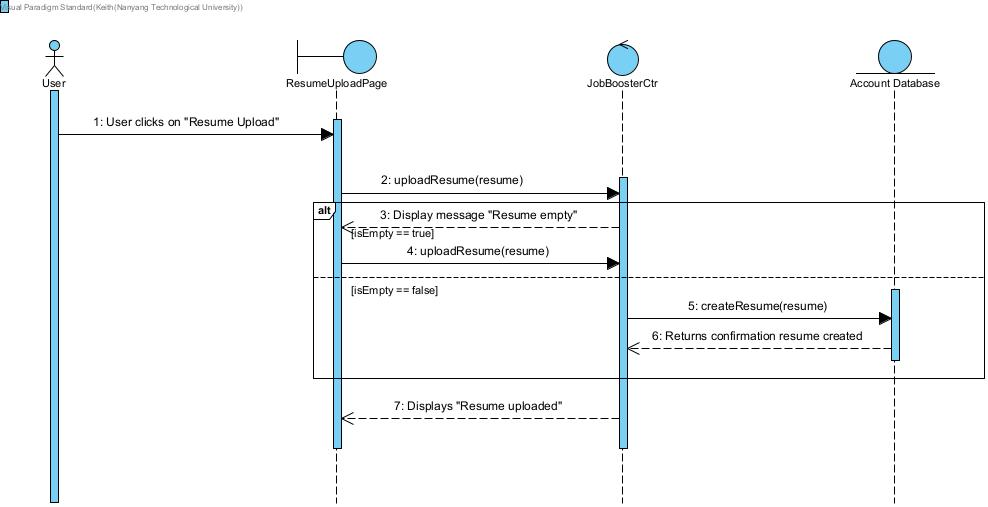 Visual Paradigm Standard(Keith(Nanyang Technological University))
User
ResumeUploadPage
JobBoosterCtr
Account Database
1: User clicks on "Resume Upload"
2: uploadResume(resume)
alt
3: Display message "Resume empty"
[isEmpty == true]
4: uploadResume(resume)
[isEmpty == false]
5: createResume(resume)
6: Returns confirmation resume created
7: Displays "Resume uploaded"